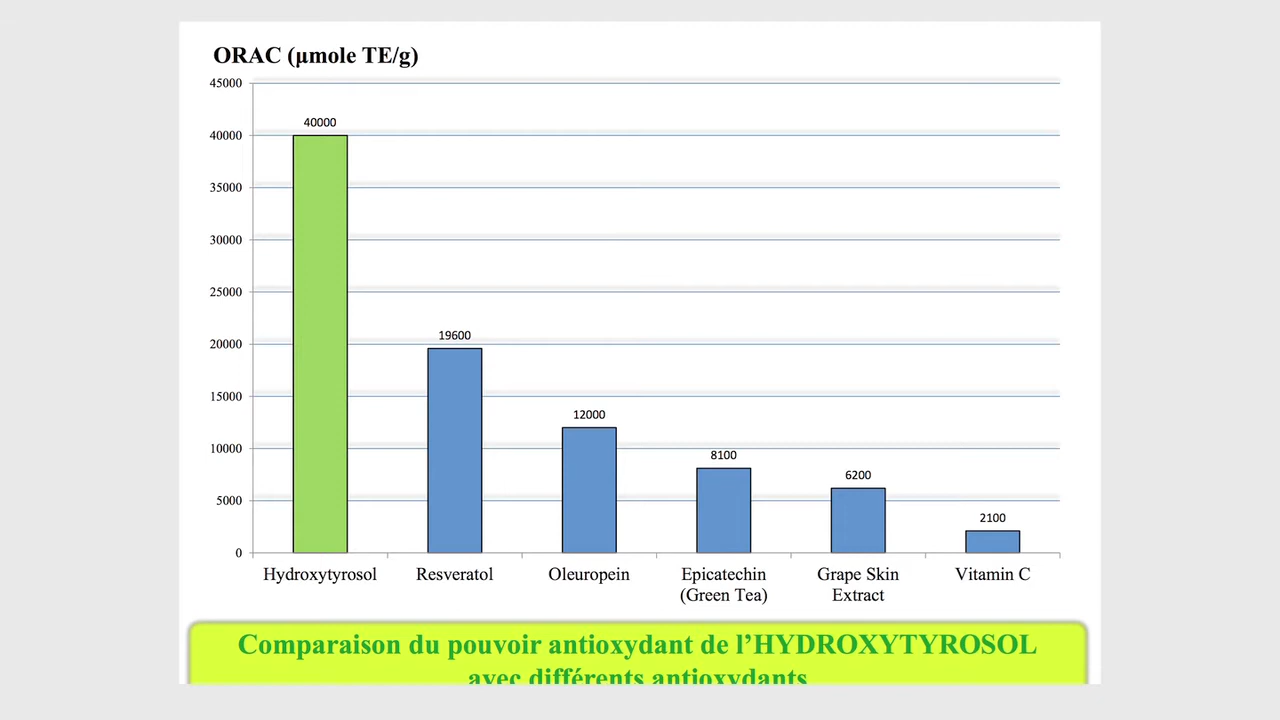 ORAC (µmole TE/g)
45000
40000
40000
35000
30000
25000
19600
20000
15000
12000
10000
8100
6200
5000
2100
0
Hydroxytyrosol
Resveratol
Oleuropein
Epicatechin
(Green Tea)
Grape Skin
Extract
Vitamin C
Comparaison du pouvoir antioxydant de l’HYDROXYTYROSOL
avec différents antioxydants